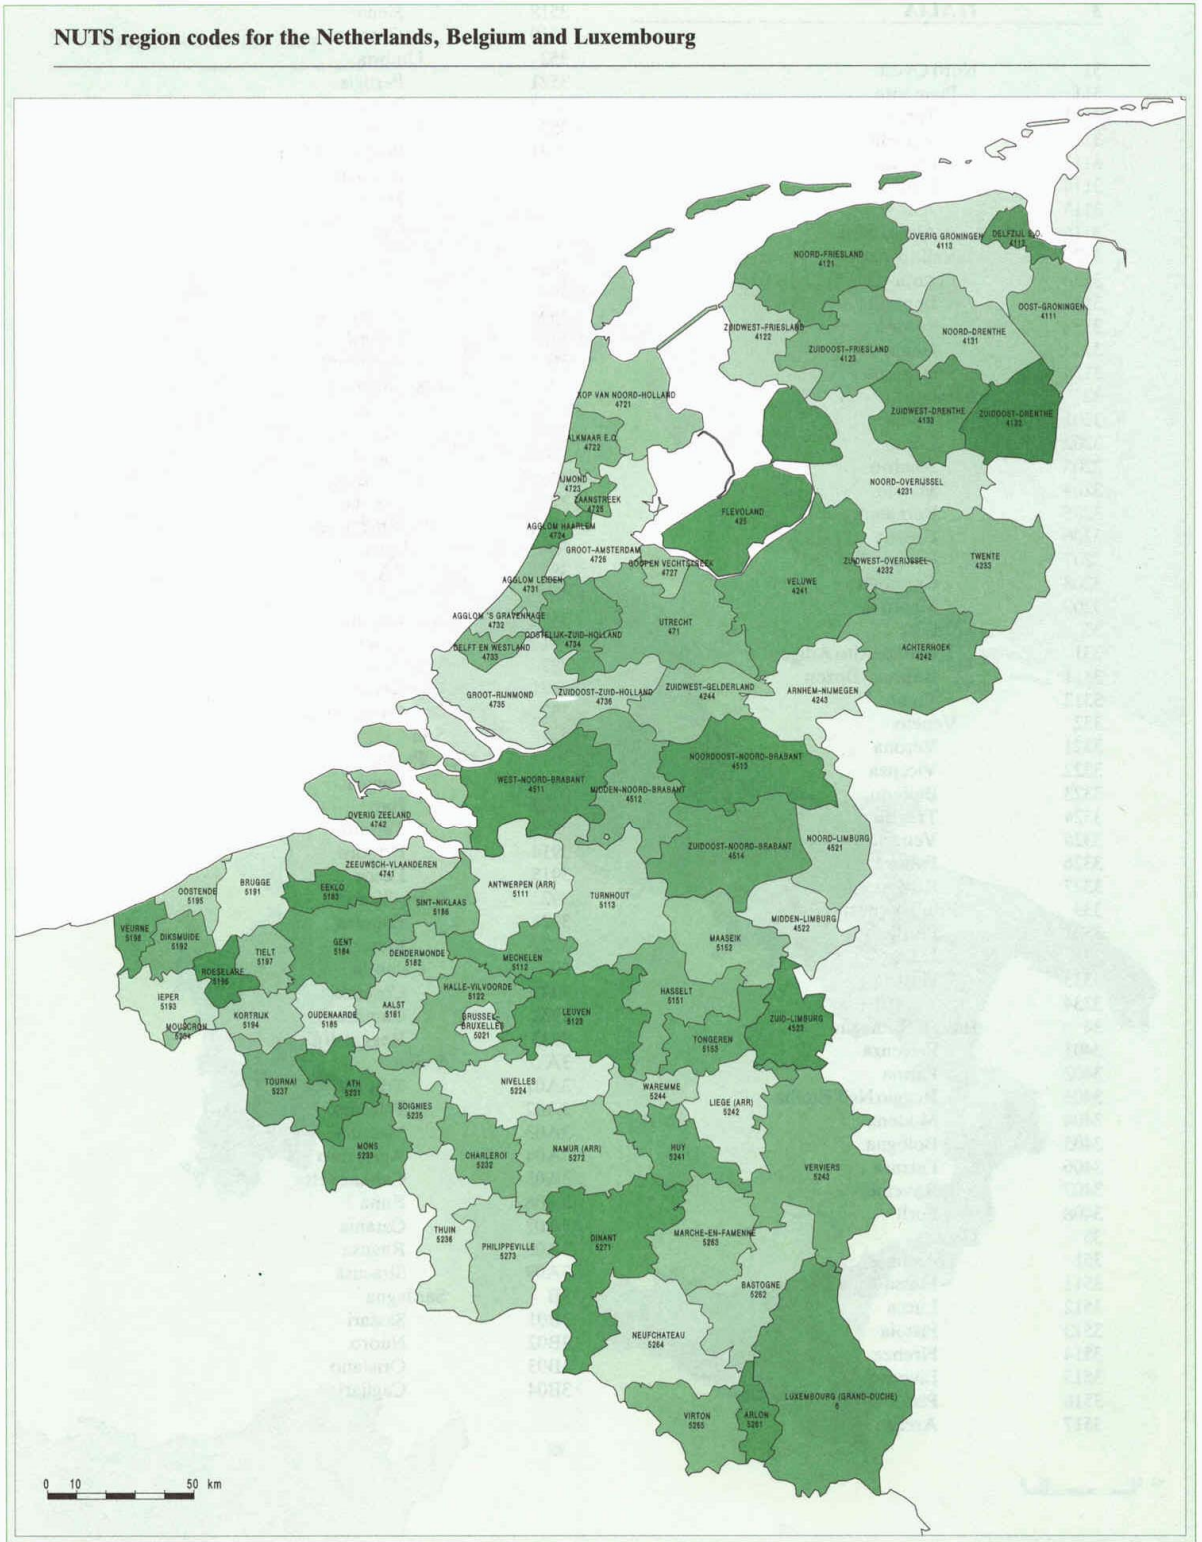 NUTS region codes for the Netherlands, Belgium and Luxembourg
OVERIG GRONINGEN
4113
DELFZIJL E.O.
4112
NOORD-FRIESLAND
4121
OOST-GRONINGEN
4111
ZUIDWEST-FRIESLAND
4122
NOORD-DRENTHE
4131
ZUIDOOST-FRIESLAND
4123
KOP VAN NOORD-HOLLAND
4721
ZUIDWEST-DRENTHE
4133
ZUIDOOST-DRENTHE
4132
ALKMAAR E.O.
4722
IJMOND
4723
NOORD-OVERIJSSEL
4231
ZAANSTREEK
4725
FLEVOLAND
425
AGGLOM HAARLEM
4724
GROOT-AMSTERDAM
4726
GOOI EN VECHTSTREEK
4727
ZUIDWEST-OVERIJSSEL
4232
TWENTE
4233
AGGLOM LEIDEN
4731
VELUWE
4241
AGGLOM 'S GRAVENHAGE
4732
UTRECHT
471
OOSTELIJK-ZUID-HOLLAND
4734
DELFT EN WESTLAND
4733
ACHTERHOEK
4242
GROOT-RIJNMOND
4735
ZUIDOOST-ZUID-HOLLAND
4736
ZUIDWEST-GELDERLAND
4244
ARNHEM-NIJMEGEN
4243
WEST-NOORD-BRABANT
4511
MIDDEN-NOORD-BRABANT
4512
NOORDOOST-NOORD-BRABANT
4513
OVERIG ZEELAND
4742
ZUIDOOST-NOORD-BRABANT
4514
NOORD-LIMBURG
4521
ZEEUWSCH-VLAANDEREN
4741
OOSTENDE
5195
BRUGGE
5191
EEKLO
5183
ANTWERPEN (ARR)
5111
TURNHOUT
5113
SINT-NIKLAAS
5186
MIDDEN-LIMBURG
4522
VEURNE
5198
DIKSMUIDE
5192
TIELT
5197
GENT
5184
DENDERMONDE
5182
MECHELEN
5112
MAASEIK
5152
ROESELARE
5196
IEPER
5193
HALLE-VILVOORDE
5122
HASSELT
5151
KORTRIJK
5194
OUDENAARDE
5185
AALST
5181
BRUSSEL-
BRUXELLES
5021
LEUVEN
5123
ZUID-LIMBURG
4523
MOUSCRON
5234
TONGEREN
5153
TOURNAI
5237
ATH
5231
NIVELLES
5224
WAREMME
5244
SOIGNIES
5235
LIEGE (ARR)
5242
MONS
5233
CHARLEROI
5232
NAMUR (ARR)
5272
HUY
5241
VERVIERS
5243
THUIN
5236
PHILIPPEVILLE
5273
DINANT
5271
MARCHE-EN-FAMENNE
5263
BASTOGNE
5262
NEUFCHATEAU
5264
LUXEMBOURG (GRAND-DUCHE)
6
VIRTON
5265
ARLON
5261
0 10 50 km